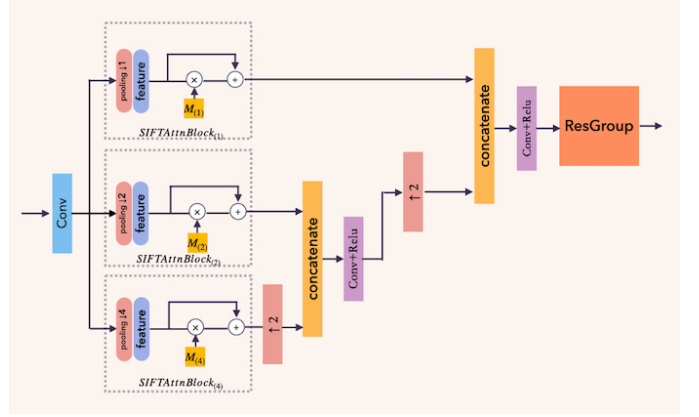 pooling↓1
feature
×
+
M(1)
SIFTAttnBlock(1)
Conv
pooling↓2
feature
×
+
M(2)
SIFTAttnBlock(2)
pooling↓4
feature
×
+
M(4)
SIFTAttnBlock(4)
↑2
concatenate
Conv+Relu
↑2
concatenate
Conv+Relu
ResGroup